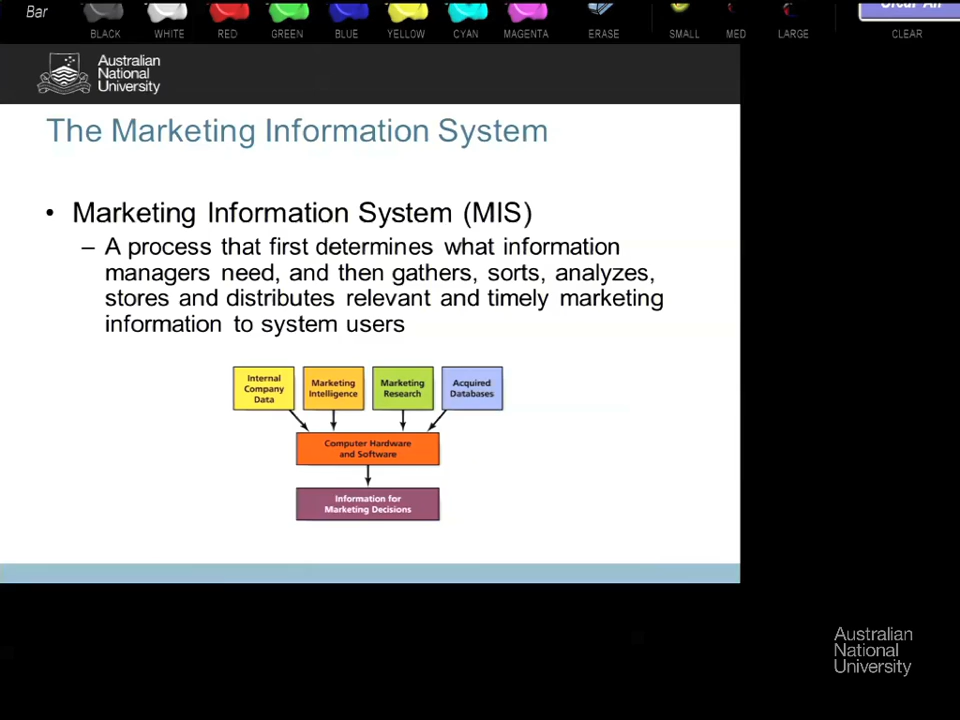 Bar
BLACK WHITE RED GREEN BLUE YELLOW CYAN MAGENTA ERASE SMALL MED LARGE CLEAR
Australian
National
University
The Marketing Information System
• Marketing Information System (MIS)
– A process that first determines what information
managers need, and then gathers, sorts, analyzes,
stores and distributes relevant and timely marketing
information to system users
Internal
Company
Data
Marketing
Intelligence
Marketing
Research
Acquired
Databases
Computer Hardware
and Software
Information for
Marketing Decisions
Australian
National
University